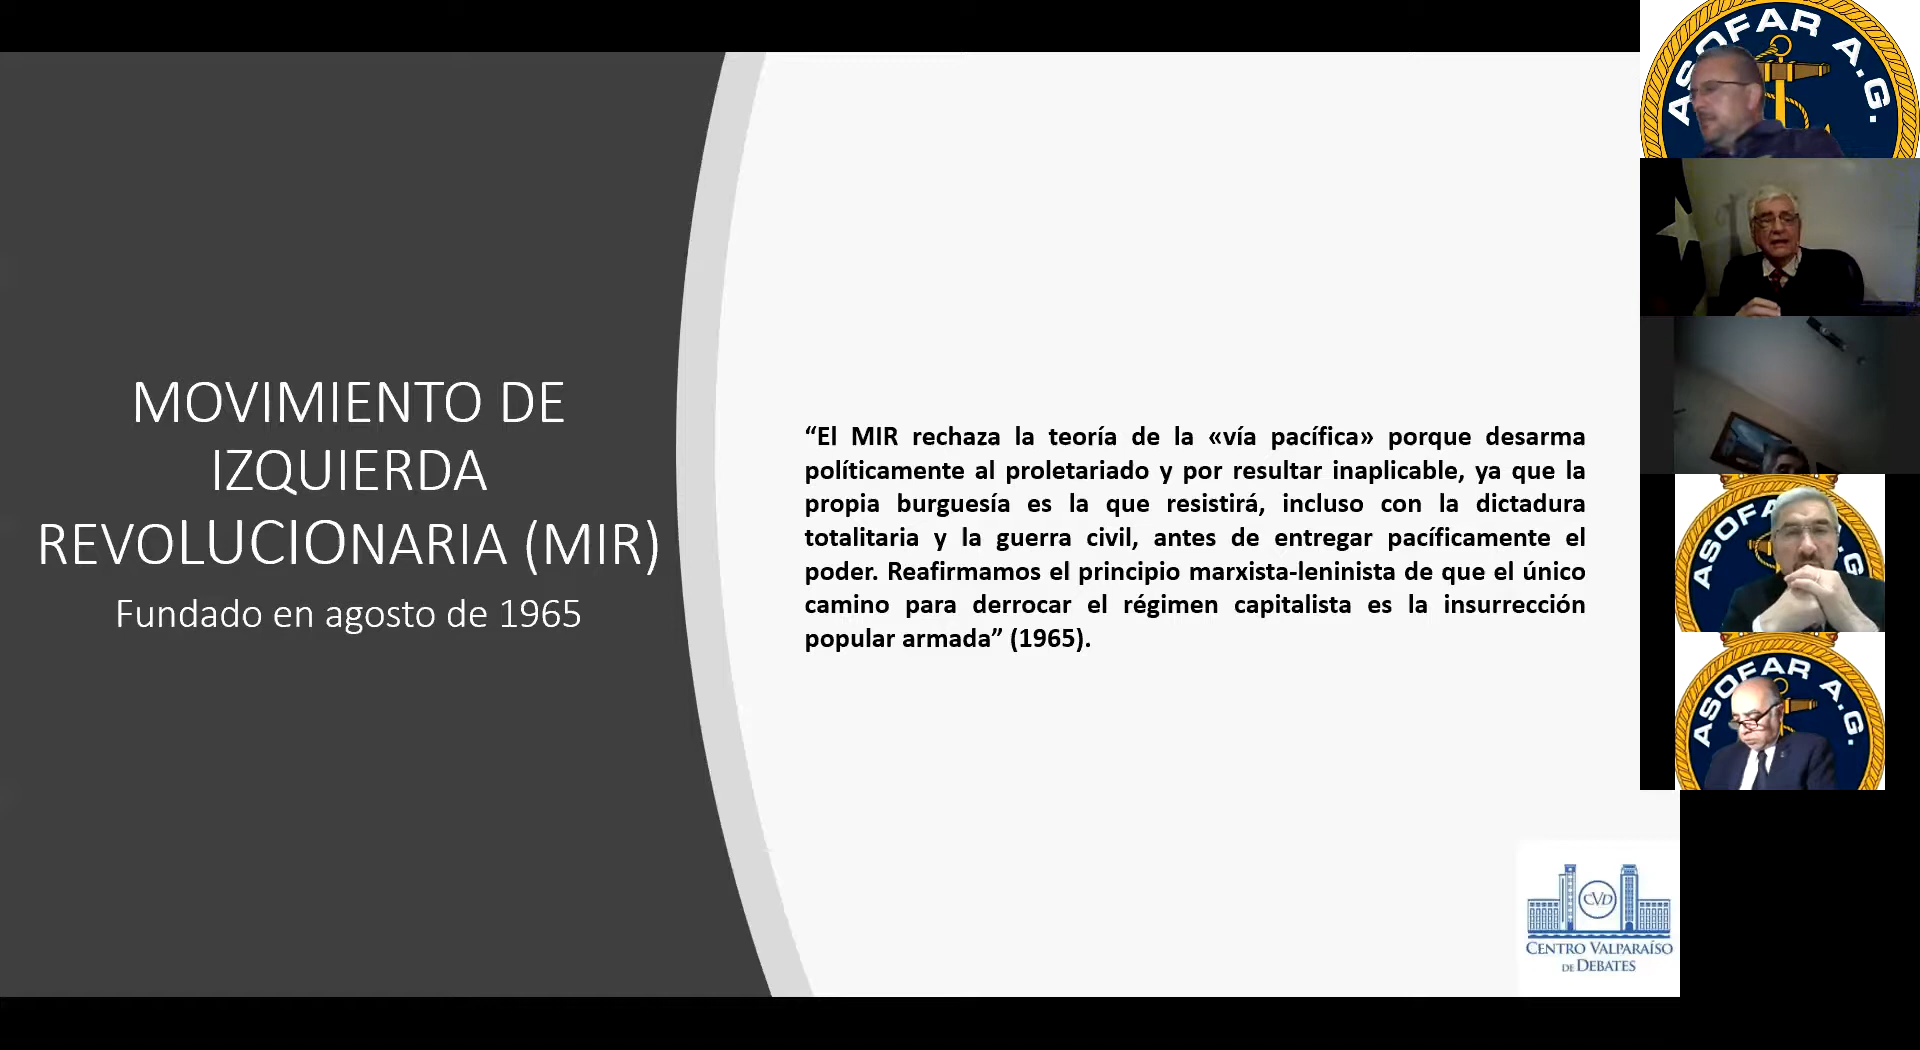 MOVIMIENTO DE
IZQUIERDA
REVOLUCIONARIA (MIR)
Fundado en agosto de 1965
“El MIR rechaza la teoría de la «vía pacífica» porque desarma
políticamente al proletariado y por resultar inaplicable, ya que la
propia burguesía es la que resistirá, incluso con la dictadura
totalitaria y la guerra civil, antes de entregar pacíficamente el
poder. Reafirmamos el principio marxista-leninista de que el único
camino para derrocar el régimen capitalista es la insurrección
popular armada” (1965).
CVD
CENTRO VALPARAÍSO
DE DEBATES
ASOFAR A.G.
ASOFAR A.G.